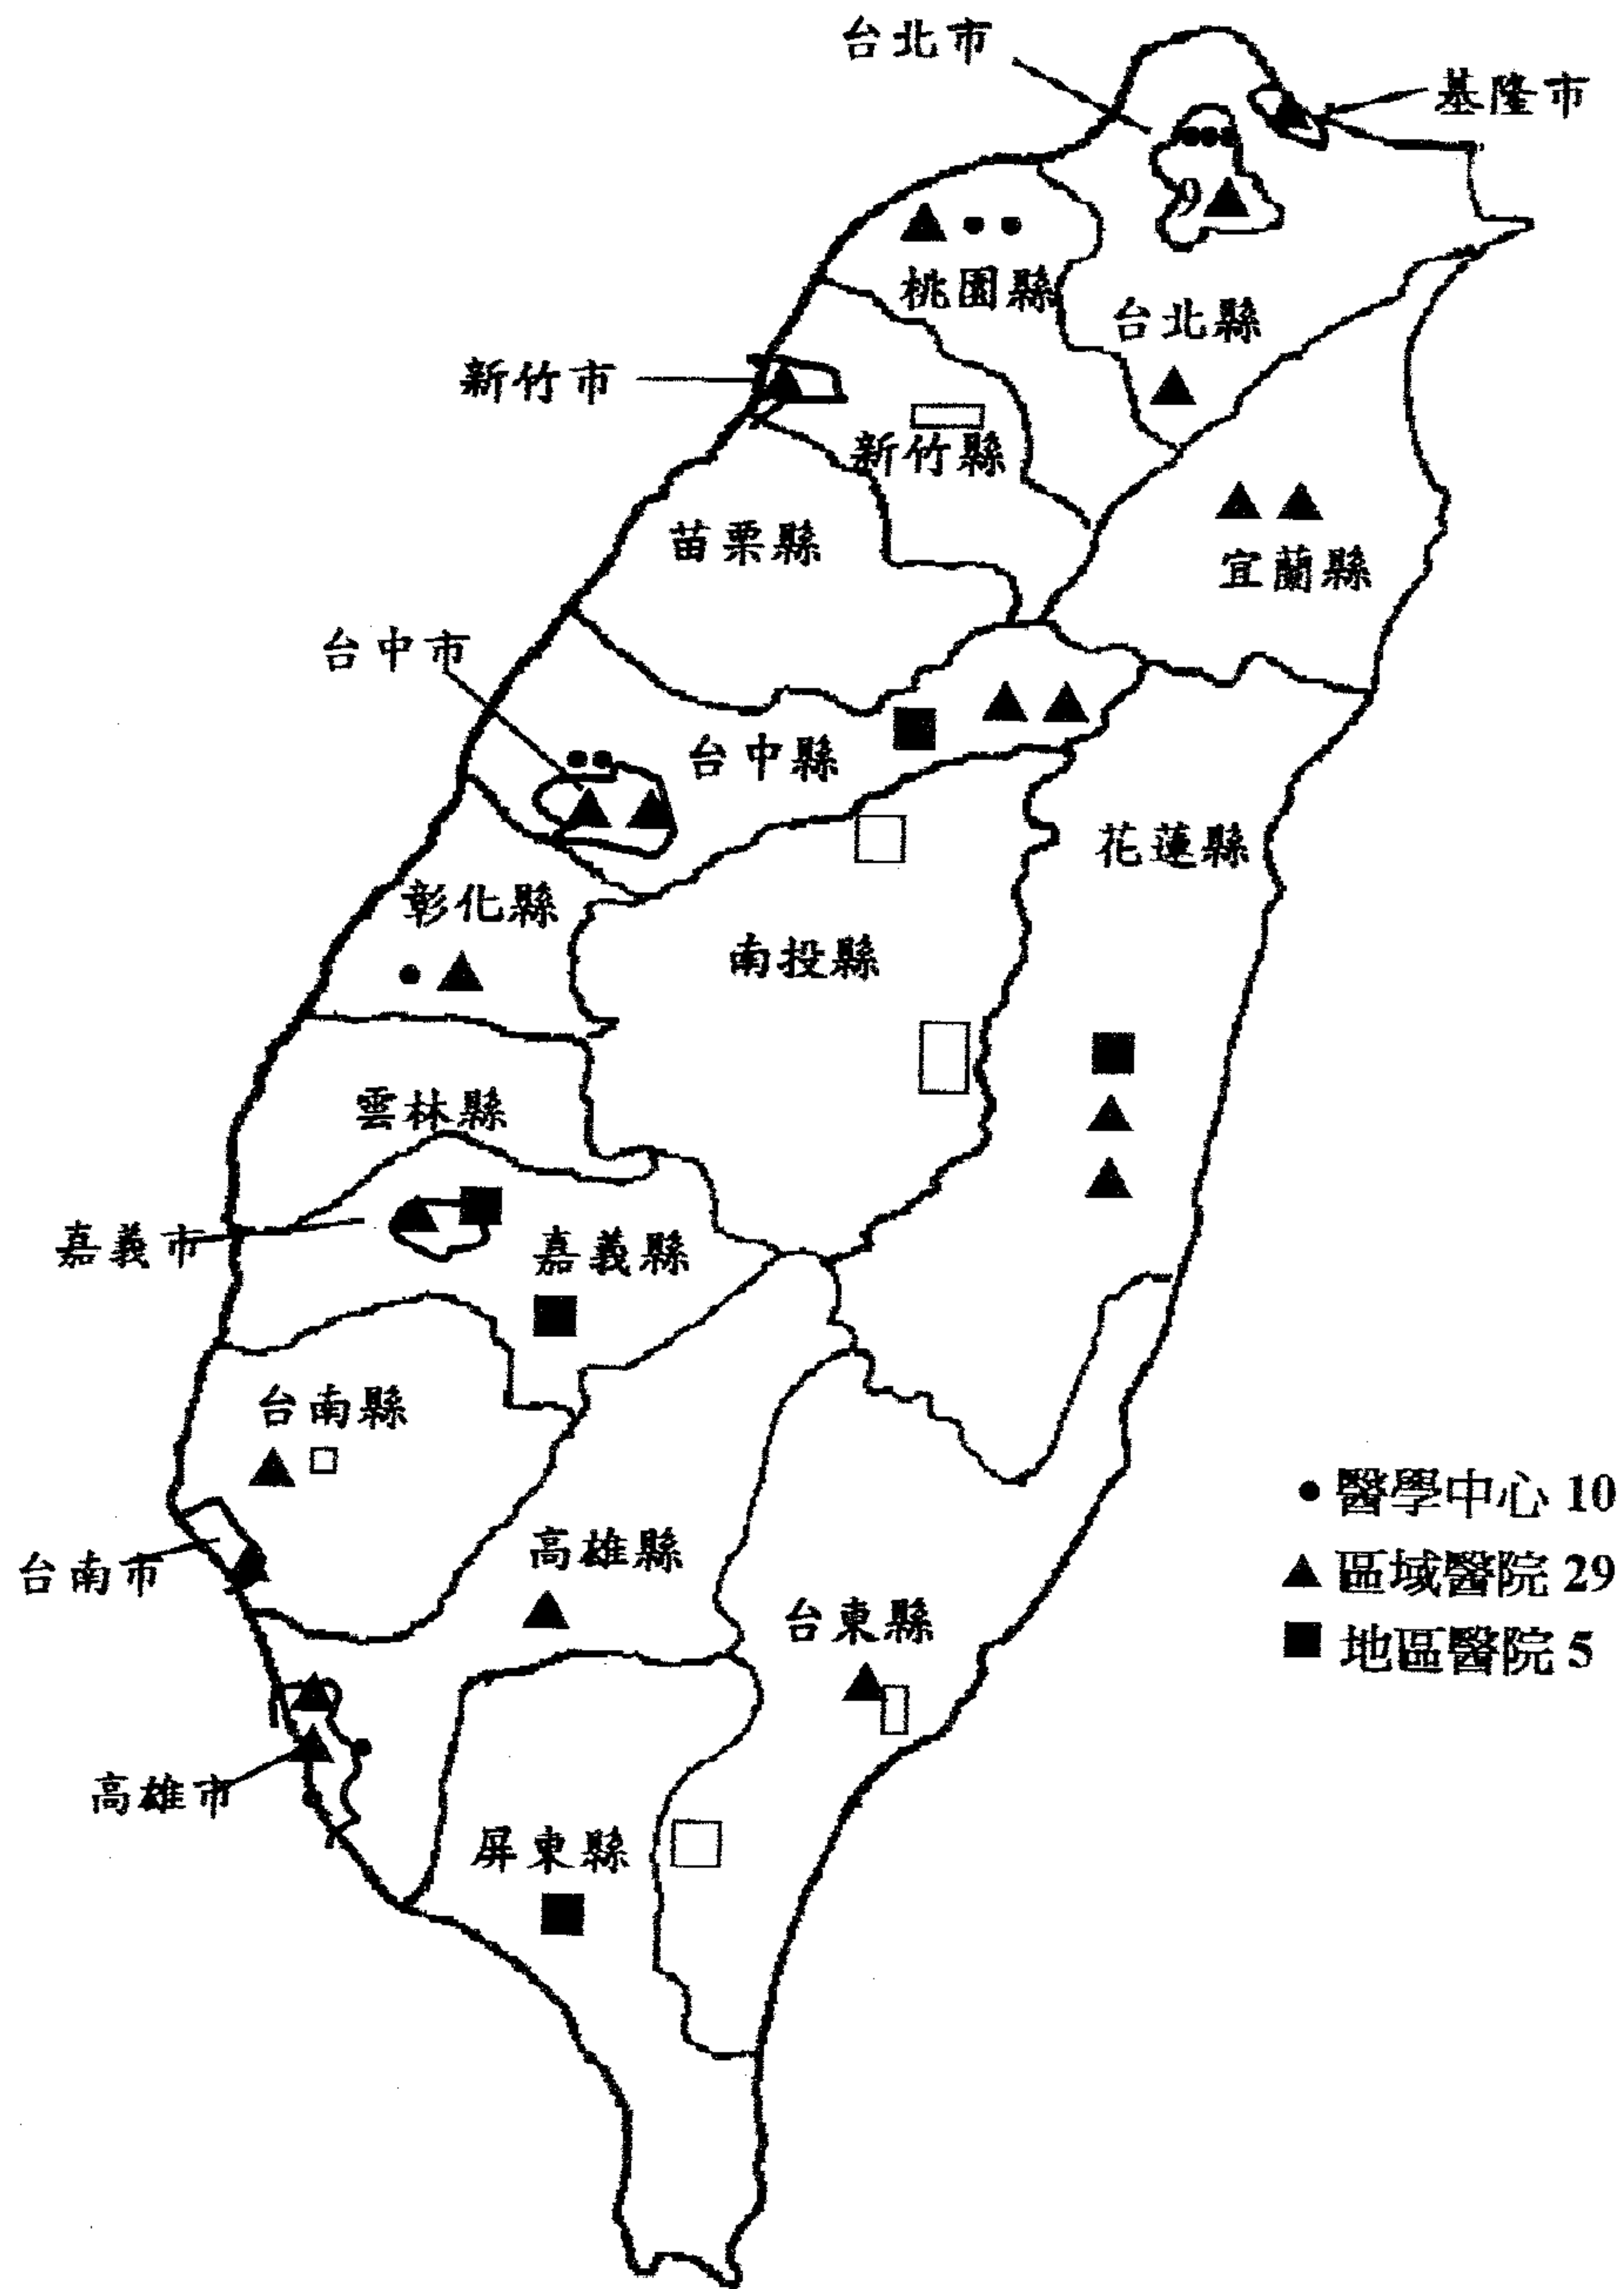 台北市
基隆市
9
桃園縣
台北縣
新竹市
新竹縣
苗栗縣
宜蘭縣
台中市
台中縣
花蓮縣
彰化縣
南投縣
雲林縣
嘉義市
嘉義縣
台南縣
醫學中心 10
高雄縣
台南市
區域醫院 29
台東縣
地區醫院 5
高雄市
屏東縣